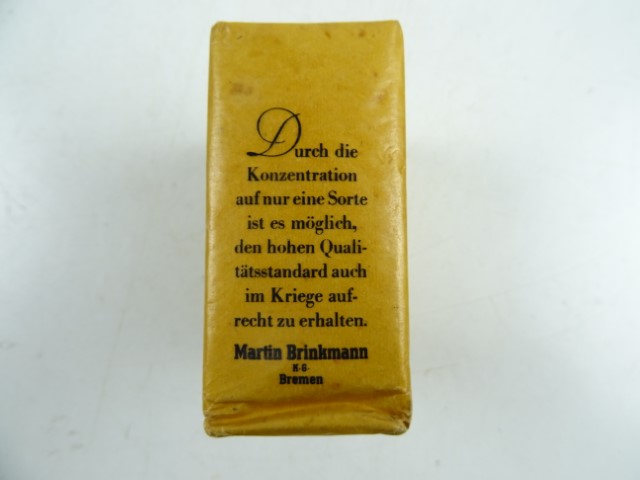 Durch die
Konzentration
auf nur eine Sorte
ist es möglich,
den hohen Quali-
tätsstandard auch
im Kriege auf-
recht zu erhalten.
Martin Brinkmann
K·G·
Bremen